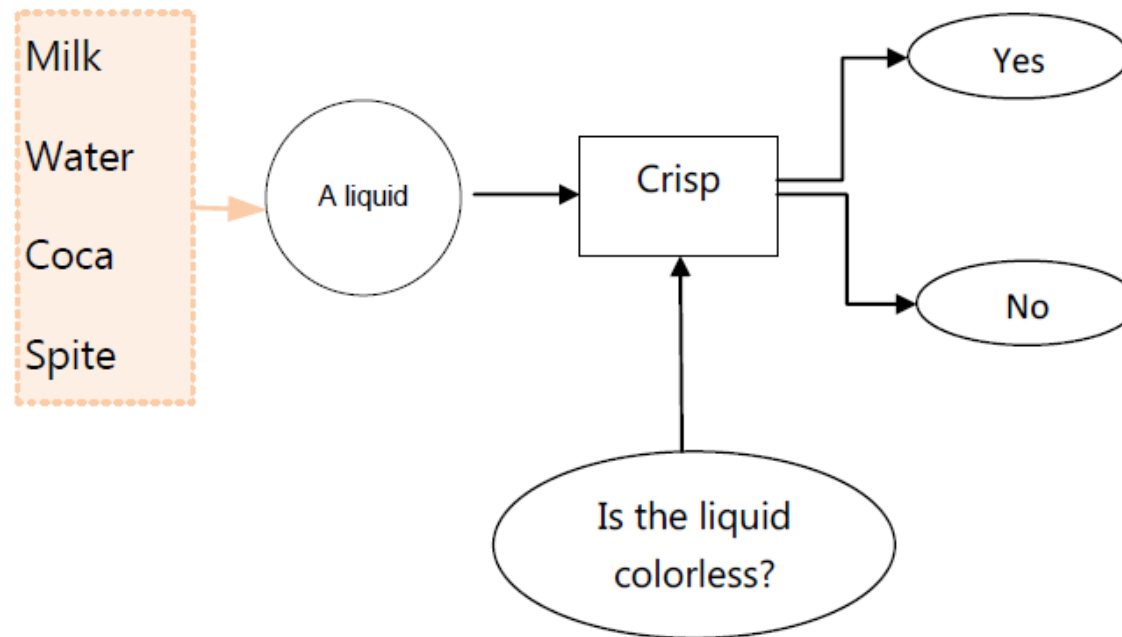 Milk
Water
Coca
Spite
A liquid
Crisp
Yes
No
Is the liquid
colorless?